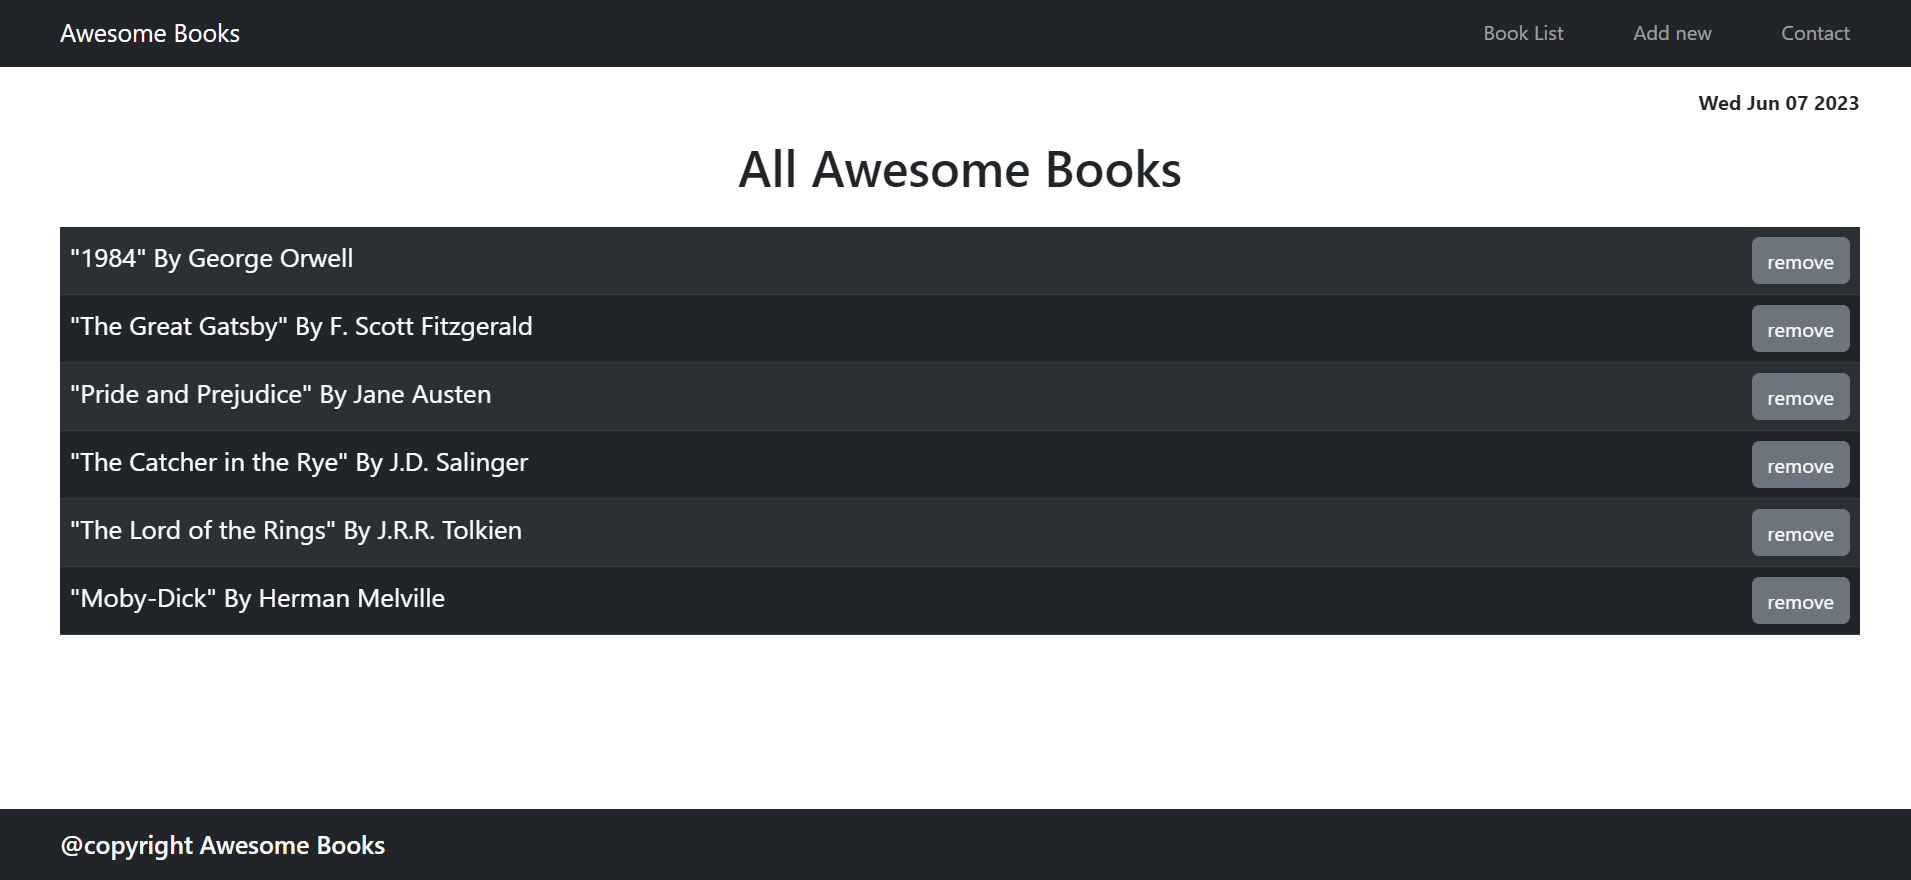 Awesome Books
Book List
Add new
Contact
Wed Jun 07 2023
All Awesome Books
"1984" By George Orwell
remove
"The Great Gatsby" By F. Scott Fitzgerald
remove
"Pride and Prejudice" By Jane Austen
remove
"The Catcher in the Rye" By J.D. Salinger
remove
"The Lord of the Rings" By J.R.R. Tolkien
remove
"Moby-Dick" By Herman Melville
remove
@copyright Awesome Books